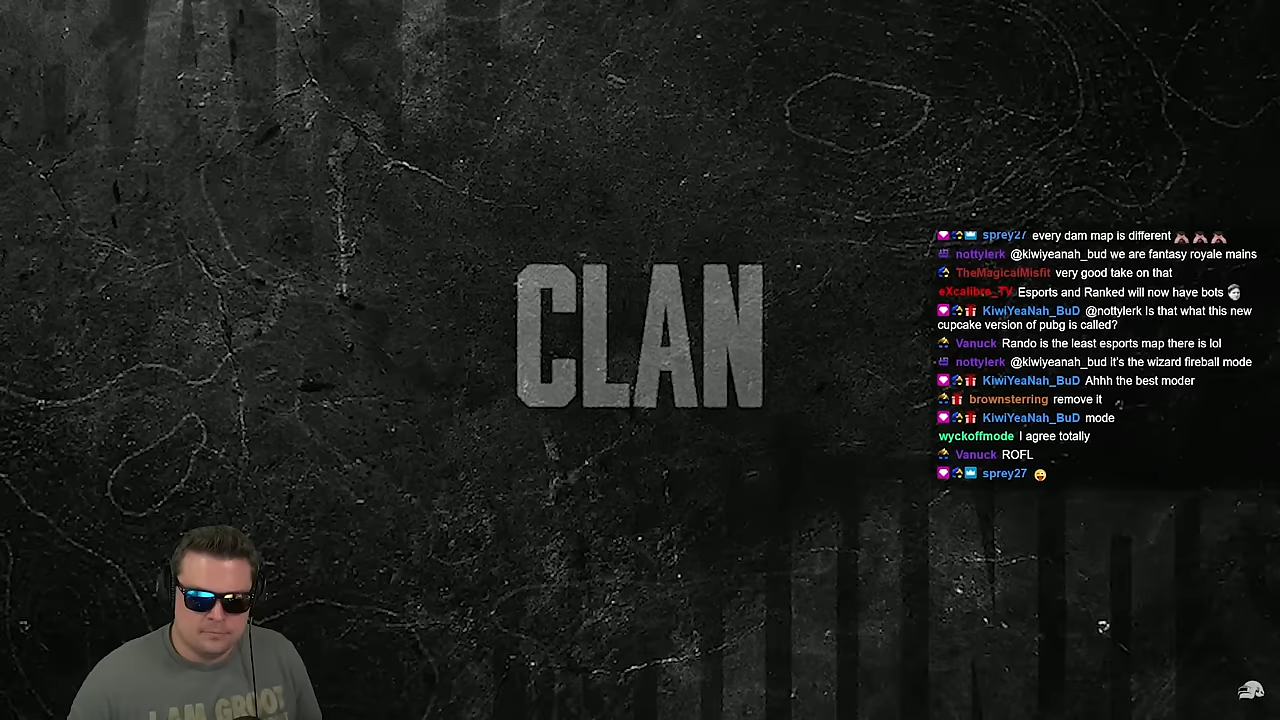 CLAN
sprey27 every dam map is different
nottylerk @kiwiyeanah_bud we are fantasy royale mains
TheMagicalMisfit very good take on that
eXcalibre_TV Esports and Ranked will now have bots
KiwiYeaNah_BuD @nottylerk Is that what this new
cupcake version of pubg is called?
Vanuck Rando is the least esports map there is lol
nottylerk @kiwiyeanah_bud it's the wizard fireball mode
KiwiYeaNah_BuD Ahhh the best moder
brownsterring remove it
KiwiYeaNah_BuD mode
wyckoffmode I agree totally
Vanuck ROFL
sprey27
I AM GROOT